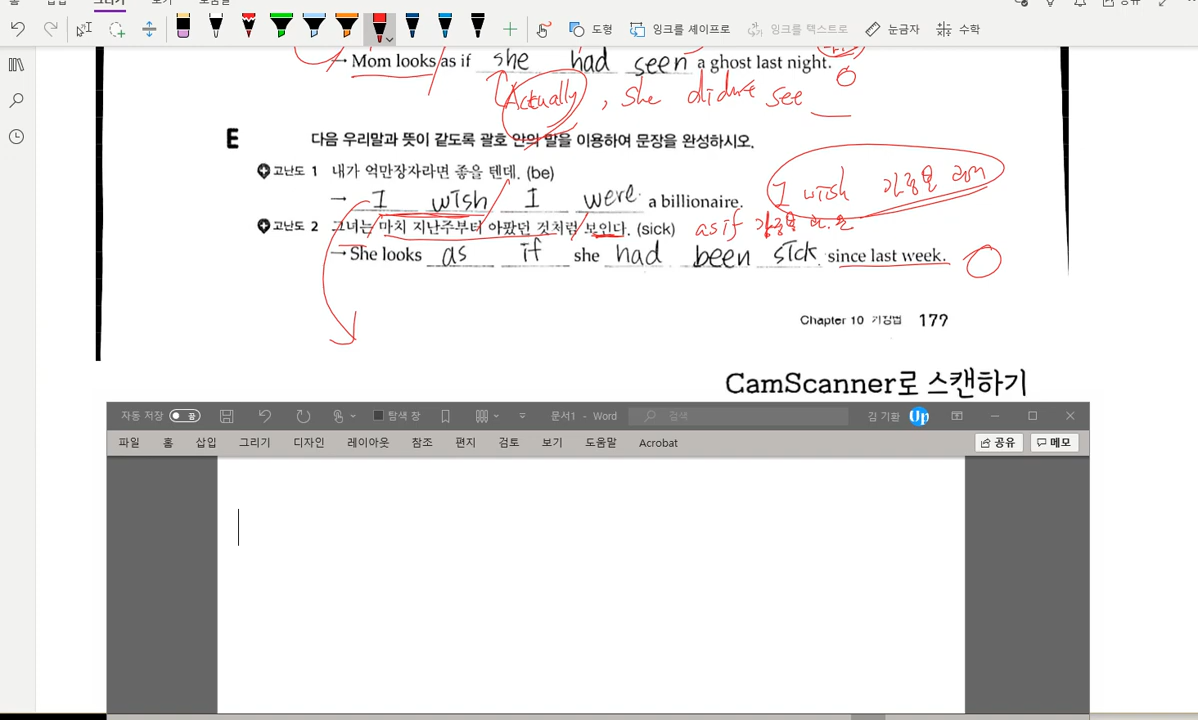 도형 잉크를 셰이프로 잉크를 텍스트로 눈금자 수학
→ Mom looks as if she had seen a ghost last night.
Actually, she didn't see
E 다음 우리말과 뜻이 같도록 괄호 안의 말을 이용하여 문장을 완성하시오.
고난도 1 내가 억만장자라면 좋을 텐데. (be)
→ I wish I were a billionaire.
I wish 가정법
고난도 2 그녀는 마치 지난주부터 아팠던 것처럼 보인다. (sick)
as if 가정법
→ She looks as if she had been sick since last week.
Chapter 10 가정법 177
CamScanner로 스캔하기
자동 저장 끔 탐색 창 문서1 - Word 검색 김 기환 Up
파일 홈 삽입 그리기 디자인 레이아웃 참조 편지 검토 보기 도움말 Acrobat 공유 메모